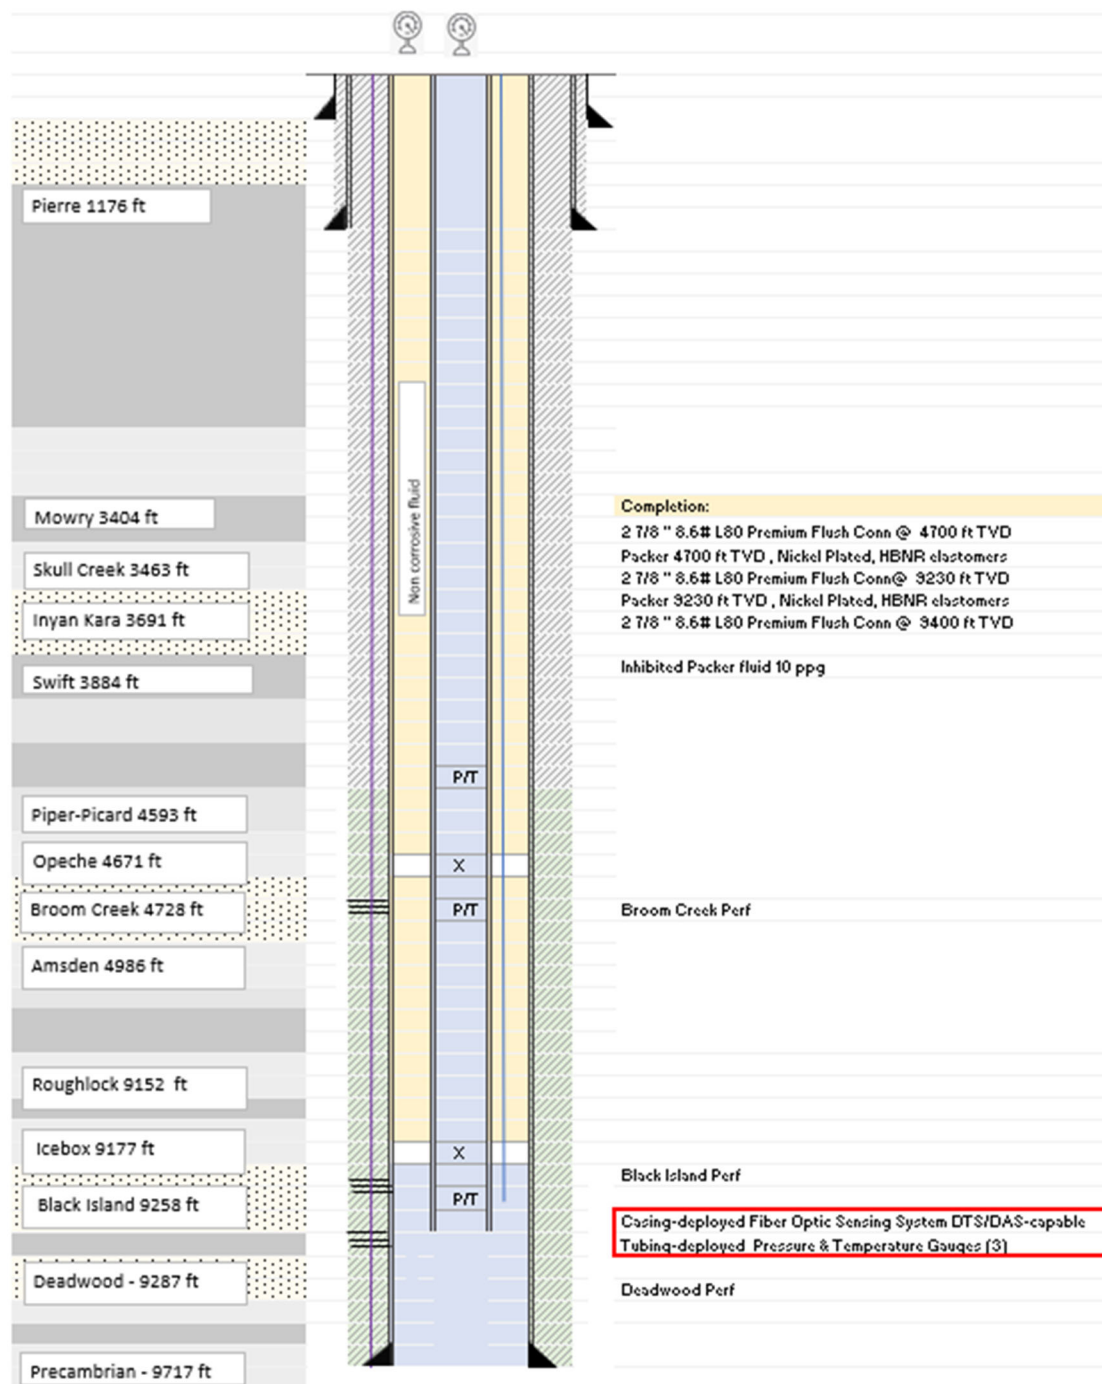 Pierre 1176 ft
Mowry 3404 ft
Skull Creek 3463 ft
Inyan Kara 3691 ft
Swift 3884 ft
Piper-Picard 4593 ft
Opeche 4671 ft
Broom Creek 4728 ft
Amsden 4986 ft
Roughlock 9152 ft
Icebox 9177 ft
Black Island 9258 ft
Deadwood - 9287 ft
Precambrian - 9717 ft
Non corrosive fluid
P/T
X
P/T
X
P/T
Completion:
2 7/8 " 8.6# L80 Premium Flush Conn @ 4700 ft TVD
Packer 4700 ft TVD , Nickel Plated, HBNR elastomers
2 7/8 " 8.6# L80 Premium Flush Conn@ 9230 ft TVD
Packer 9230 ft TVD , Nickel Plated, HBNR elastomers
2 7/8 " 8.6# L80 Premium Flush Conn @ 9400 ft TVD
Inhibited Packer fluid 10 ppg
Broom Creek Perf
Black Island Perf
Casing-deployed Fiber Optic Sensing System DTS/DAS-capable
Tubing-deployed Pressure & Temperature Gauges (3)
Deadwood Perf